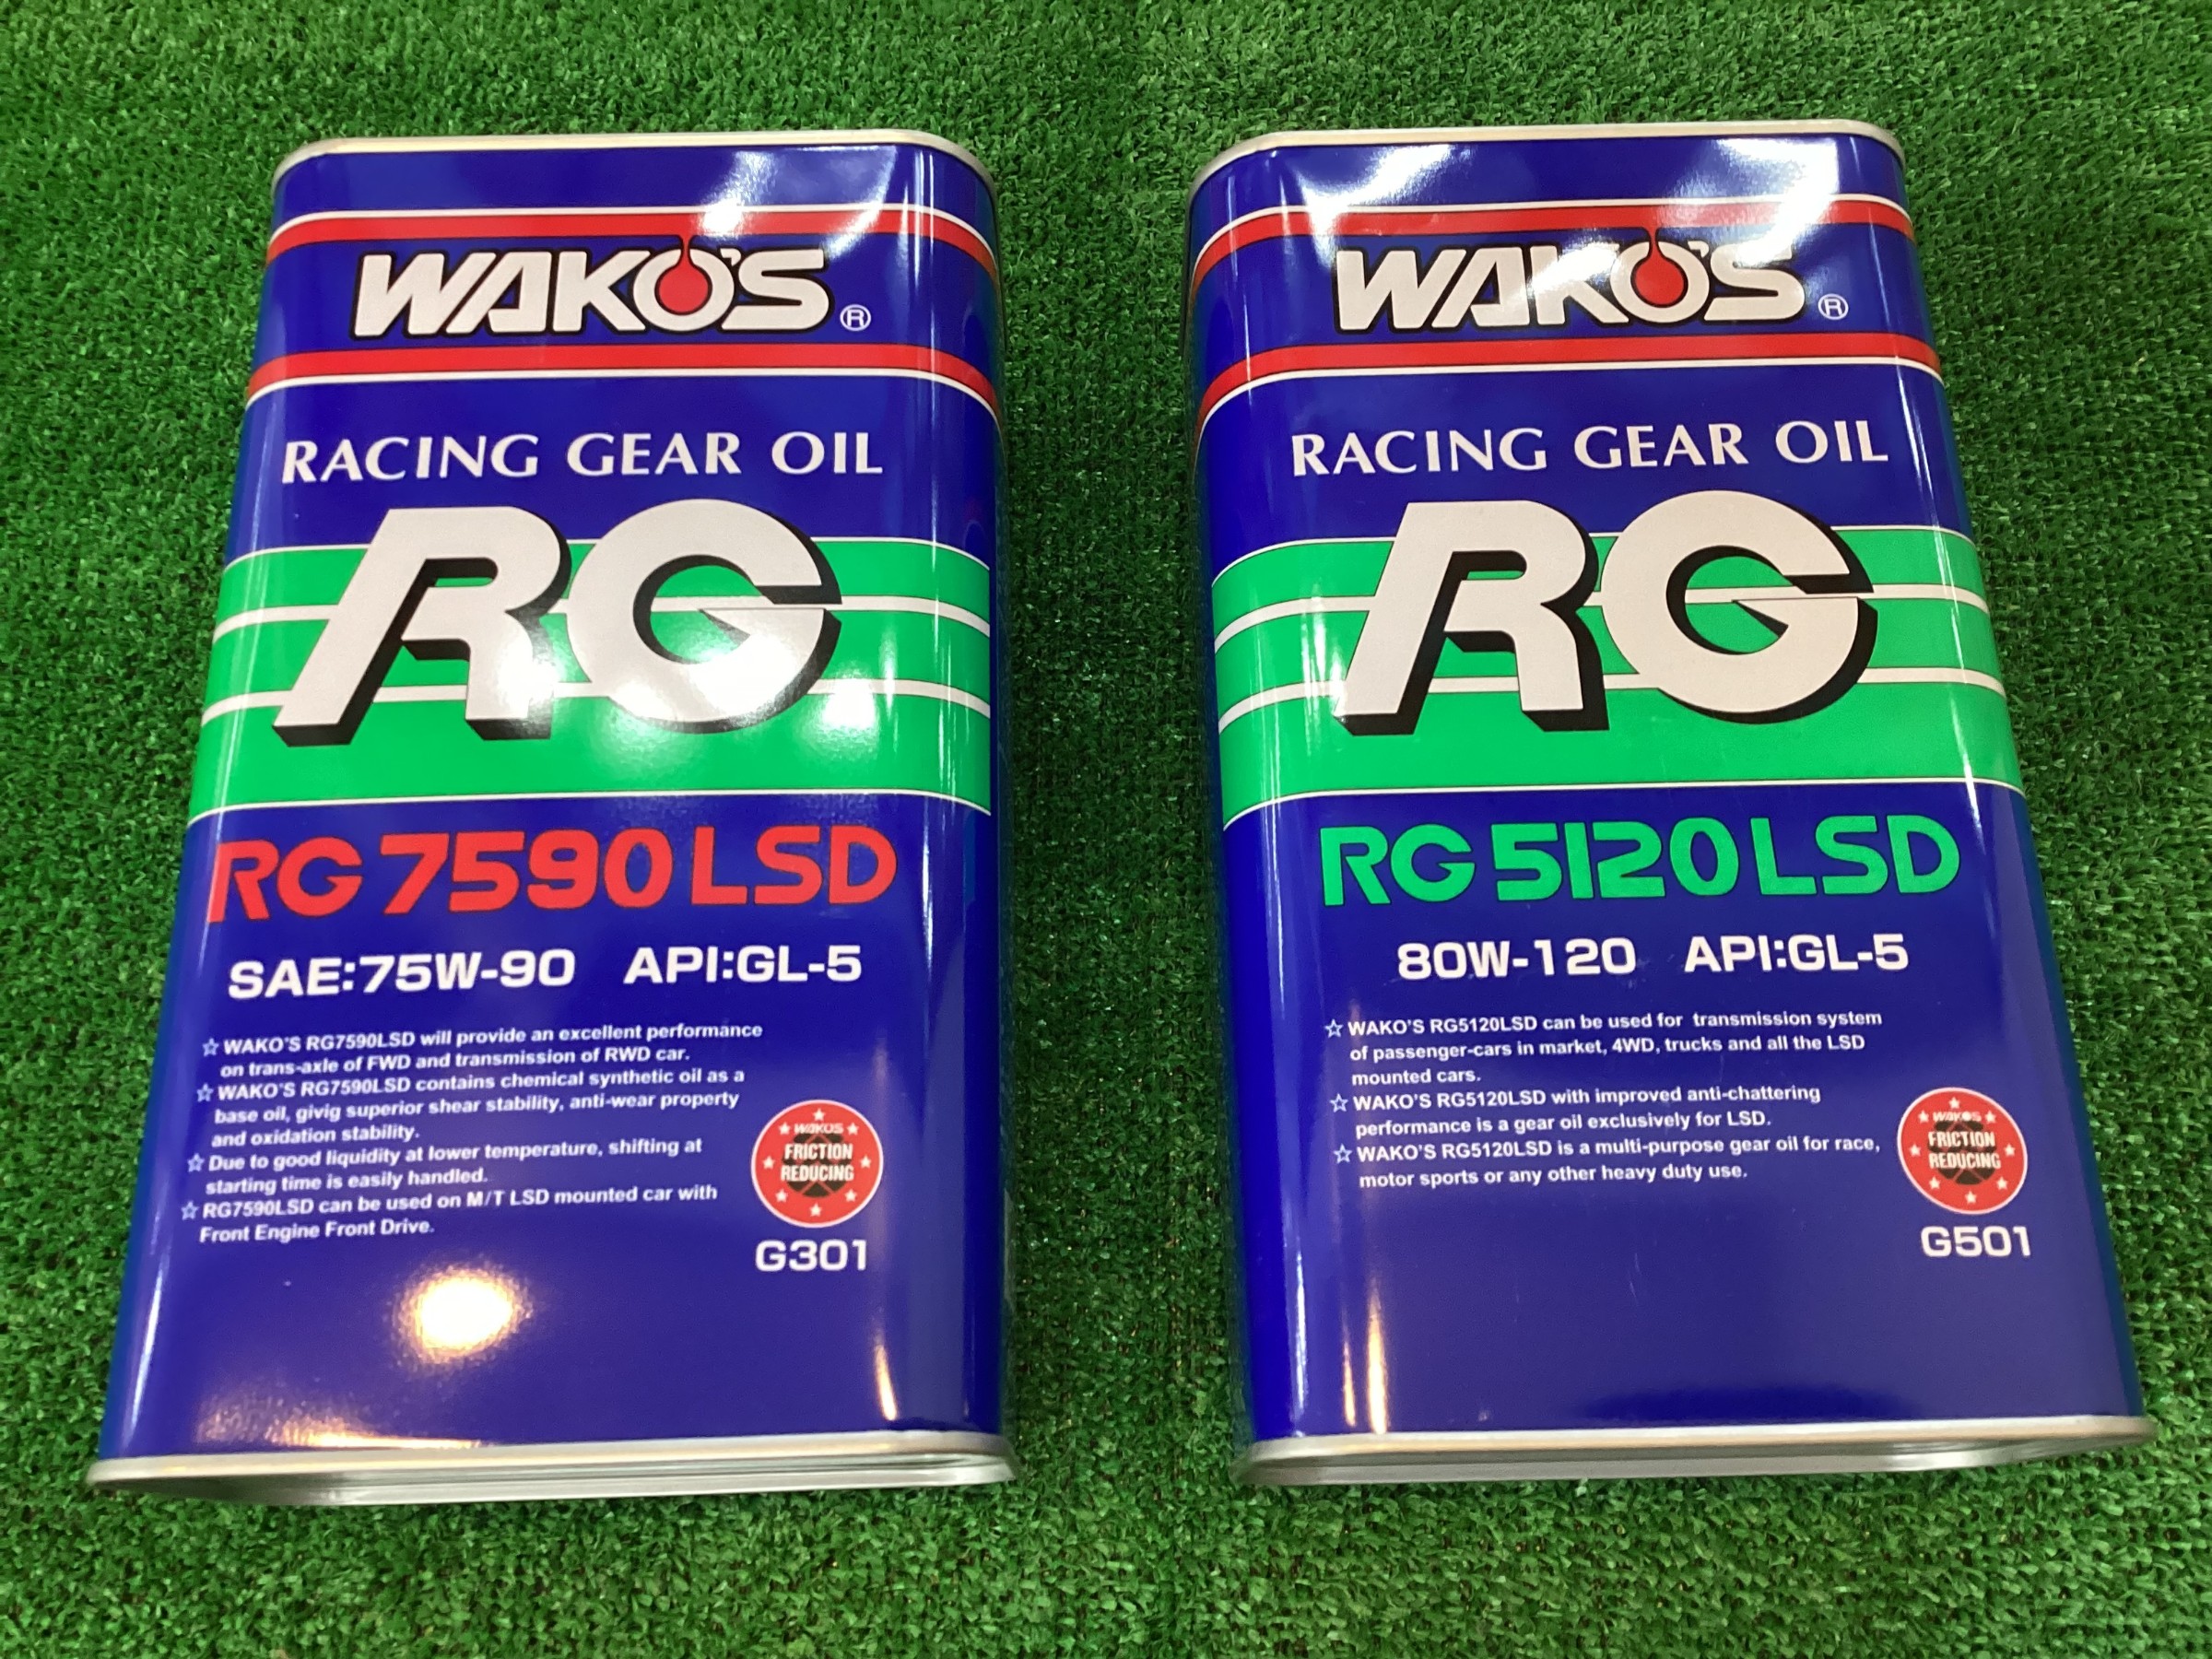 WAKO'S®
RACING GEAR OIL
RG
RG 7590 LSD
SAE:75W-90 API:GL-5
☆ WAKO'S RG7590LSD will provide an excellent performance
on trans-axle of FWD and transmission of RWD car.
☆ WAKO'S RG7590LSD contains chemical synthetic oil as a
base oil, givig superior shear stability, anti-wear property
and oxidation stability.
☆ Due to good liquidity at lower temperature, shifting at
starting time is easily handled.
☆ RG7590LSD can be used on M/T LSD mounted car with
Front Engine Front Drive.
★ WAKO'S ★
FRICTION
REDUCING
G301
WAKO'S®
RACING GEAR OIL
RG
RG 5120 LSD
80W-120 API:GL-5
☆ WAKO'S RG5120LSD can be used for transmission system
of passenger-cars in market, 4WD, trucks and all the LSD
mounted cars.
☆ WAKO'S RG5120LSD with improved anti-chattering
performance is a gear oil exclusively for LSD.
☆ WAKO'S RG5120LSD is a multi-purpose gear oil for race,
motor sports or any other heavy duty use.
★ WAKO'S ★
FRICTION
REDUCING
G501